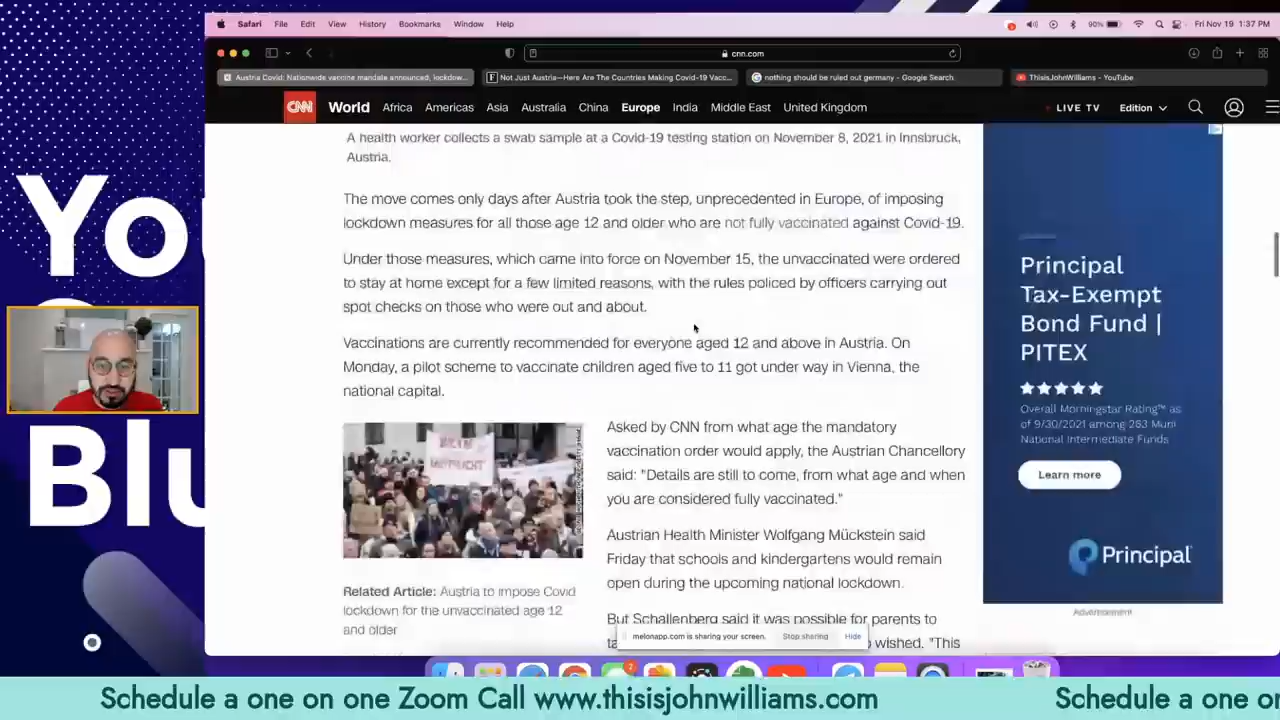 Safari File Edit View History Bookmarks Window Help 90% Fri Nov 19 1:37 PM
cnn.com
Austria Covid: Nationwide vaccine mandate announced, lockdow... Not Just Austria—Here Are The Countries Making Covid-19 Vacc... nothing should be ruled out germany - Google Search ThisisJohnWilliams - YouTube
CNN World Africa Americas Asia Australia China Europe India Middle East United Kingdom LIVE TV Edition
A health worker collects a swab sample at a Covid-19 testing station on November 8, 2021 in Innsbruck,
Austria.
The move comes only days after Austria took the step, unprecedented in Europe, of imposing
lockdown measures for all those age 12 and older who are not fully vaccinated against Covid-19.
Under those measures, which came into force on November 15, the unvaccinated were ordered
to stay at home except for a few limited reasons, with the rules policed by officers carrying out
spot checks on those who were out and about.
Vaccinations are currently recommended for everyone aged 12 and above in Austria. On
Monday, a pilot scheme to vaccinate children aged five to 11 got under way in Vienna, the
national capital.
Asked by CNN from what age the mandatory
vaccination order would apply, the Austrian Chancellory
said: "Details are still to come, from what age and when
you are considered fully vaccinated."
Austrian Health Minister Wolfgang Mückstein said
Friday that schools and kindergartens would remain
open during the upcoming national lockdown.
But Schallenberg said it was possible for parents to
wished. "This
Related Article: Austria to impose Covid
lockdown for the unvaccinated age 12
and older
Principal
Tax-Exempt
Bond Fund |
PITEX
Overall Morningstar Rating™ as
of 9/30/2021 among 263 Muni
National Intermediate Funds
Learn more
Principal
Advertisement
melonapp.com is sharing your screen. Stop sharing Hide
2
Yo
Blu
Schedule a one on one Zoom Call www.thisisjohnwilliams.com Schedule a one o